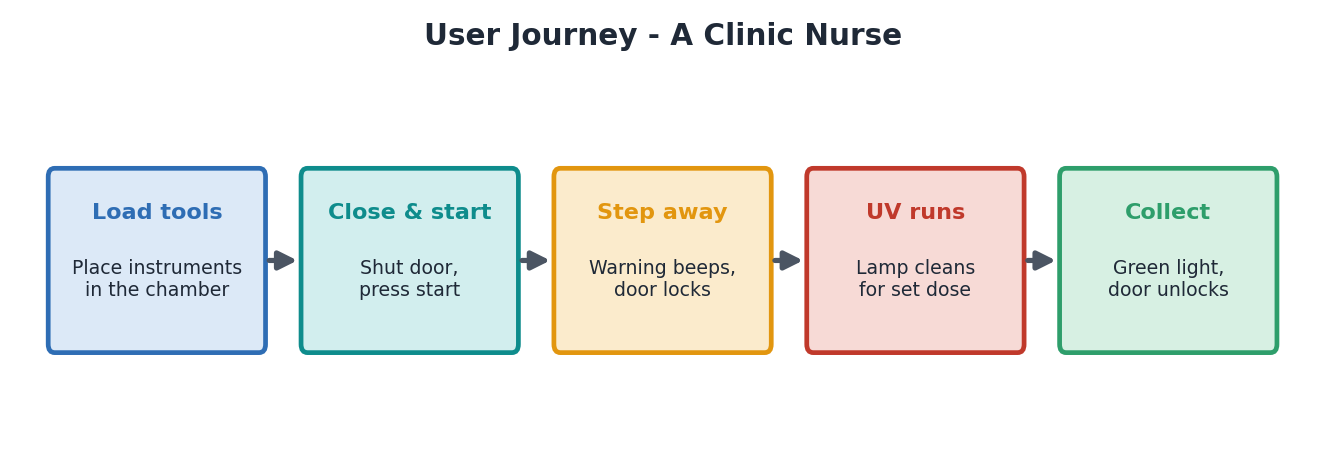 User Journey - A Clinic Nurse
Load tools
Place instruments
in the chamber
Close & start
Shut door,
press start
Step away
Warning beeps,
door locks
UV runs
Lamp cleans
for set dose
Collect
Green light,
door unlocks